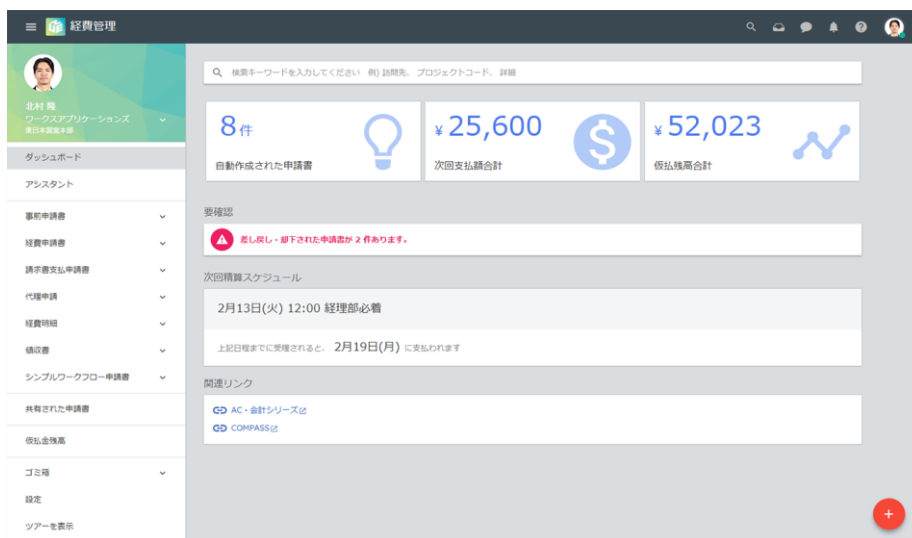 経費管理
北村 隆
ワークスアプリケーションズ
東日本営業本部
ダッシュボード
アシスタント
事前申請書
経費申請書
請求書支払申請書
代理申請
経費明細
領収書
シンプルワークフロー申請書
共有された申請書
仮払金残高
ゴミ箱
設定
ツアーを表示
検索キーワードを入力してください 例) 訪問先、プロジェクトコード、詳細
8件
自動作成された申請書
¥ 25,600
次回支払額合計
¥ 52,023
仮払残高合計
要確認
差し戻し・却下された申請書が 2 件あります。
次回精算スケジュール
2月13日(火) 12:00 経理部必着
上記日程までに受理されると、 2月19日(月) に支払われます
関連リンク
AC・会計シリーズ
COMPASS